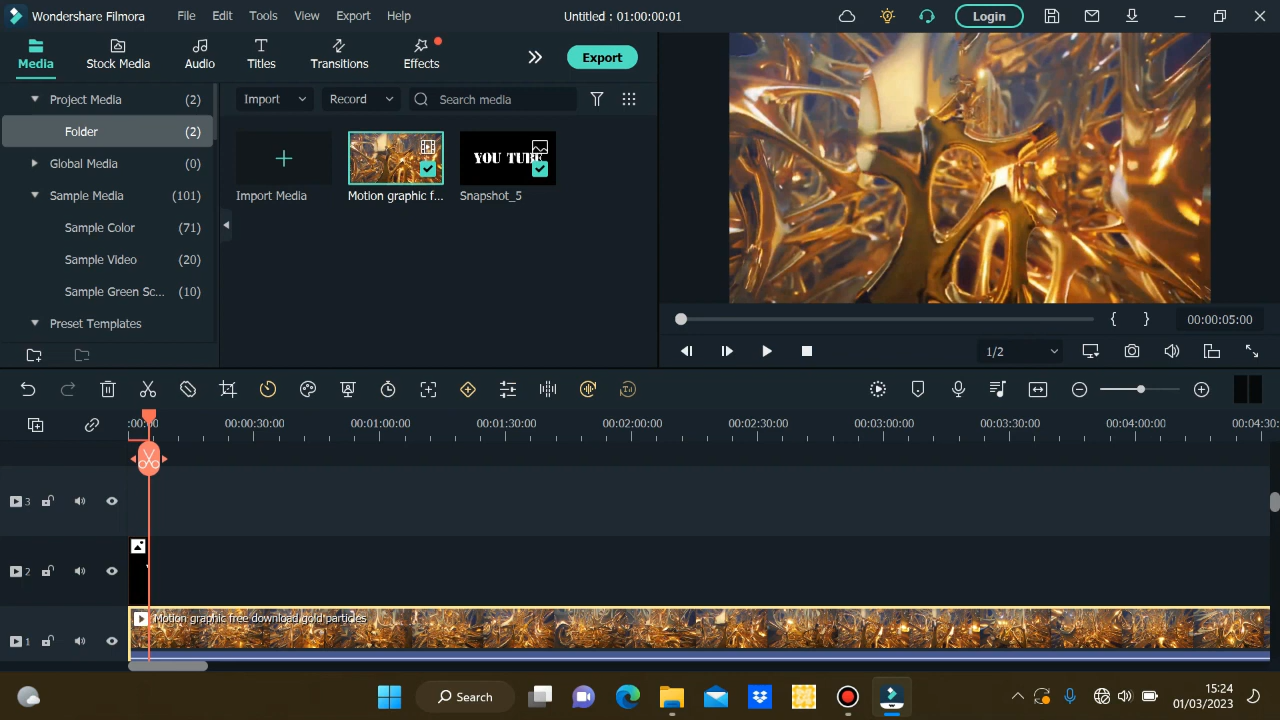 Wondershare Filmora
File Edit Tools View Export Help
Untitled : 01:00:00:01
Login
Media
Stock Media
Audio
Titles
Transitions
Effects
Export
Project Media (2)
Folder (2)
Global Media (0)
Sample Media (101)
Sample Color (71)
Sample Video (20)
Sample Green Sc... (10)
Preset Templates
Import
Record
Search media
YOU TUBE
Import Media
Motion graphic f...
Snapshot_5
{ }
00:00:05:00
1/2
:00:00 00:00:30:00 00:01:00:00 00:01:30:00 00:02:00:00 00:02:30:00 00:03:00:00 00:03:30:00 00:04:00:00 00:04:30:
3
2
1
Motion graphic free download gold particles
Search
15:24
01/03/2023